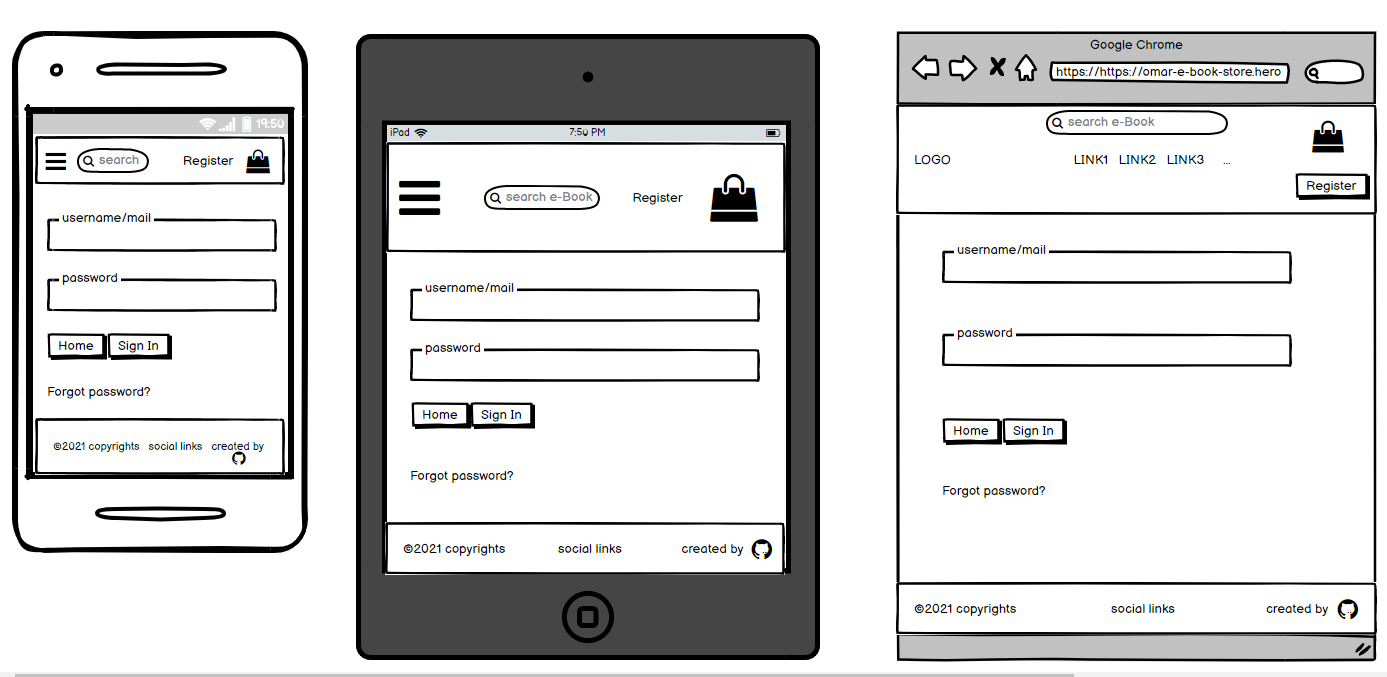 19:50
search
Register
username/mail
password
Home
Sign In
Forgot password?
©2021 copyrights social links created by
iPad
7:50 PM
search e-Book
Register
username/mail
password
Home
Sign In
Forgot password?
©2021 copyrights
social links
created by
Google Chrome
https://https://omar-e-book-store.hero
search e-Book
LOGO
LINK1 LINK2 LINK3 ...
Register
username/mail
password
Home
Sign In
Forgot password?
©2021 copyrights
social links
created by